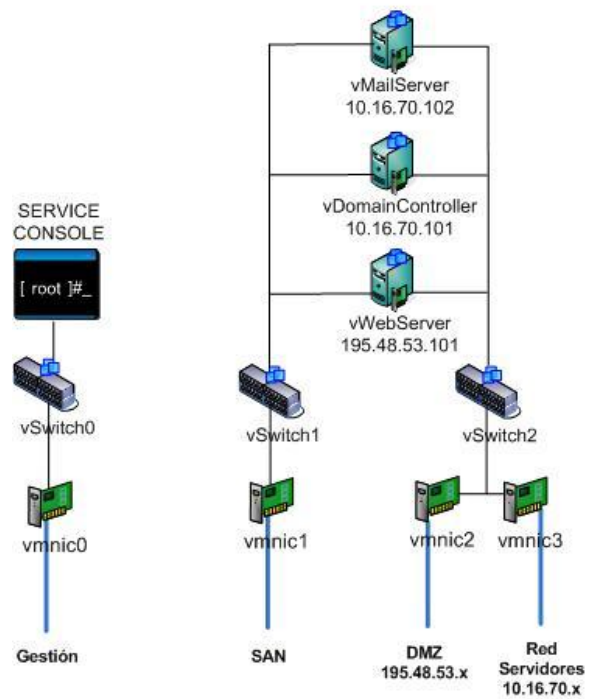 vMailServer
10.16.70.102
vDomainController
10.16.70.101
vWebServer
195.48.53.101
SERVICE
CONSOLE
[ root ]#_
vSwitch0
vSwitch1
vSwitch2
vmnic0
vmnic1
vmnic2
vmnic3
Gestión
SAN
DMZ
195.48.53.x
Red
Servidores
10.16.70.x